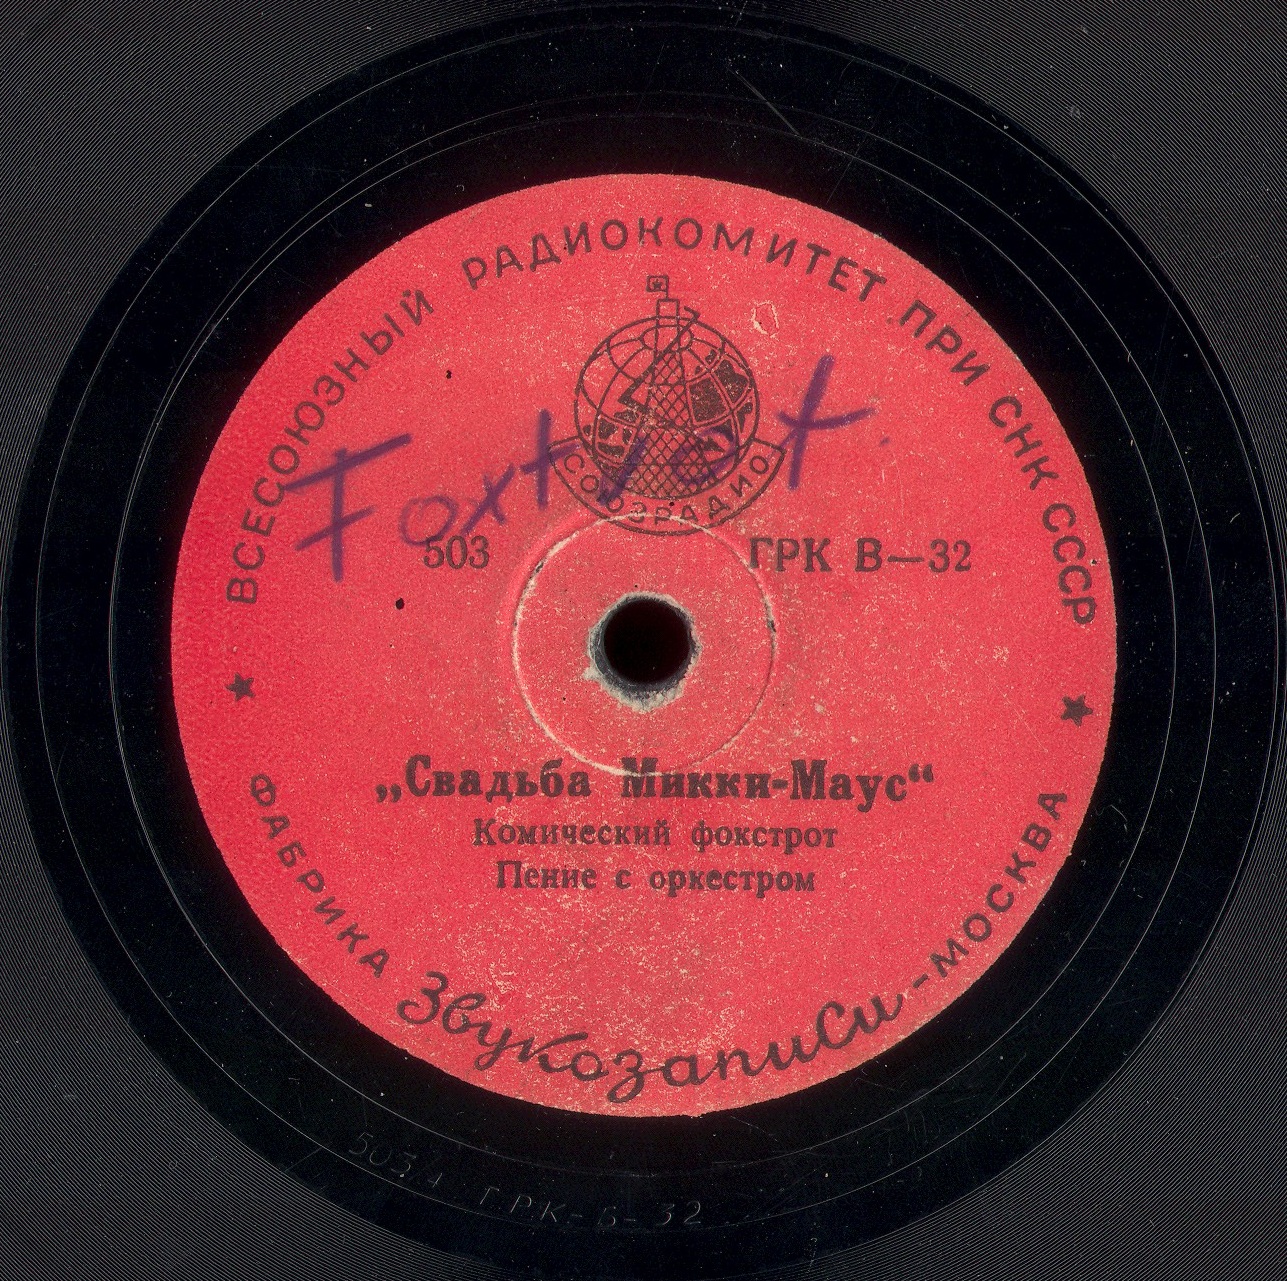 ВСЕСОЮЗНЫЙ РАДИОКОМИТЕТ ПРИ СНК СССР
СОЮЗРАДИО
Foxtrot.
503 ГРК В—32
„Свадьба Микки-Маус“
Комический фокстрот
Пение с оркестром
ФАБРИКА Звукозаписи-МОСКВА
503 ГРК-Б-32